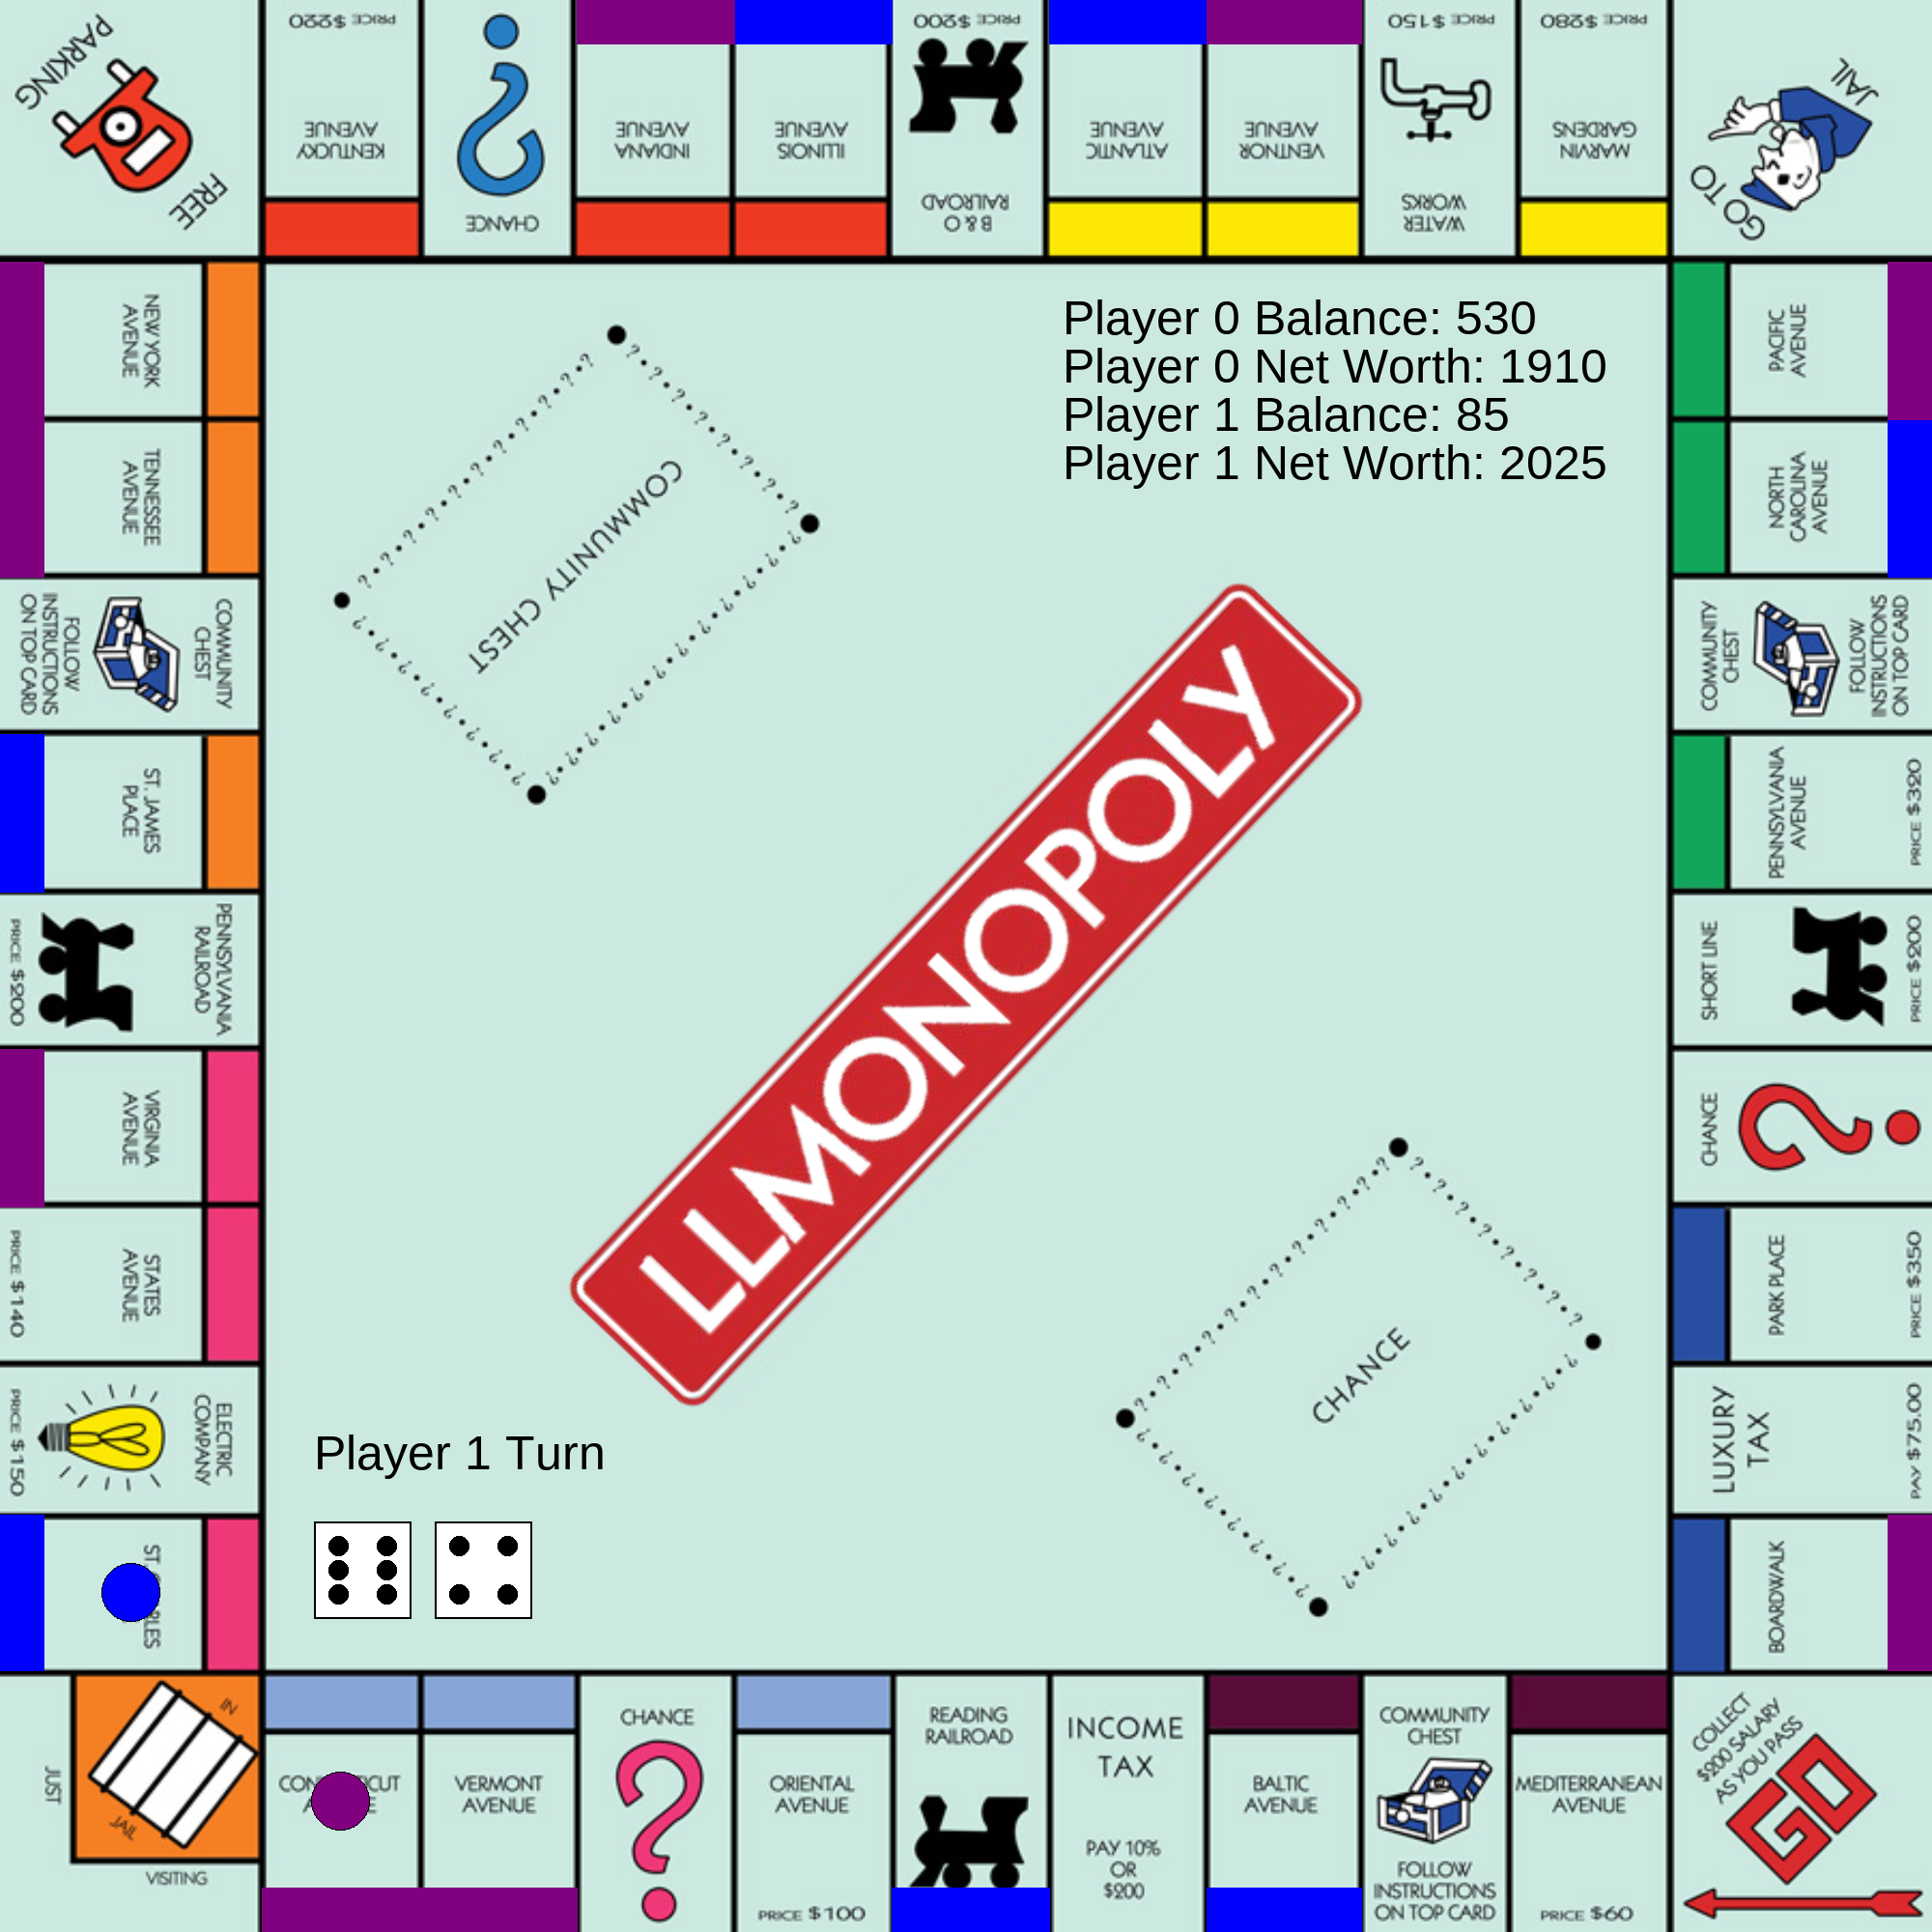 FREE
PARKING
PRICE $220
KENTUCKY
AVENUE
CHANCE
INDIANA
AVENUE
ILLINOIS
AVENUE
PRICE $200
B & O
RAILROAD
ATLANTIC
AVENUE
VENTNOR
AVENUE
PRICE $150
WATER
WORKS
PRICE $280
MARVIN
GARDENS
GO TO
JAIL
NEW YORK
AVENUE
TENNESSEE
AVENUE
COMMUNITY
CHEST
FOLLOW
INSTRUCTIONS
ON TOP CARD
ST. JAMES
PLACE
PENNSYLVANIA
RAILROAD
PRICE $200
VIRGINIA
AVENUE
STATES
AVENUE
PRICE $140
ELECTRIC
COMPANY
PRICE $150
ST.
Player 0 Balance: 530
Player 0 Net Worth: 1910
Player 1 Balance: 85
Player 1 Net Worth: 2025
COMMUNITY CHEST
LLMONOPOLY
CHANCE
Player 1 Turn
PACIFIC
AVENUE
NORTH
CAROLINA
AVENUE
COMMUNITY
CHEST
FOLLOW
INSTRUCTIONS
ON TOP CARD
PENNSYLVANIA
AVENUE
PRICE $320
SHORT LINE
PRICE $200
CHANCE
PARK PLACE
PRICE $350
LUXURY
TAX
PAY $75.00
BOARDWALK
JUST
VISITING
IN
JAIL
VERMONT
AVENUE
CHANCE
ORIENTAL
AVENUE
PRICE $100
READING
RAILROAD
INCOME
TAX
PAY 10%
OR
$200
BALTIC
AVENUE
COMMUNITY
CHEST
FOLLOW
INSTRUCTIONS
ON TOP CARD
MEDITERRANEAN
AVENUE
PRICE $60
COLLECT
$200 SALARY
AS YOU PASS
GO